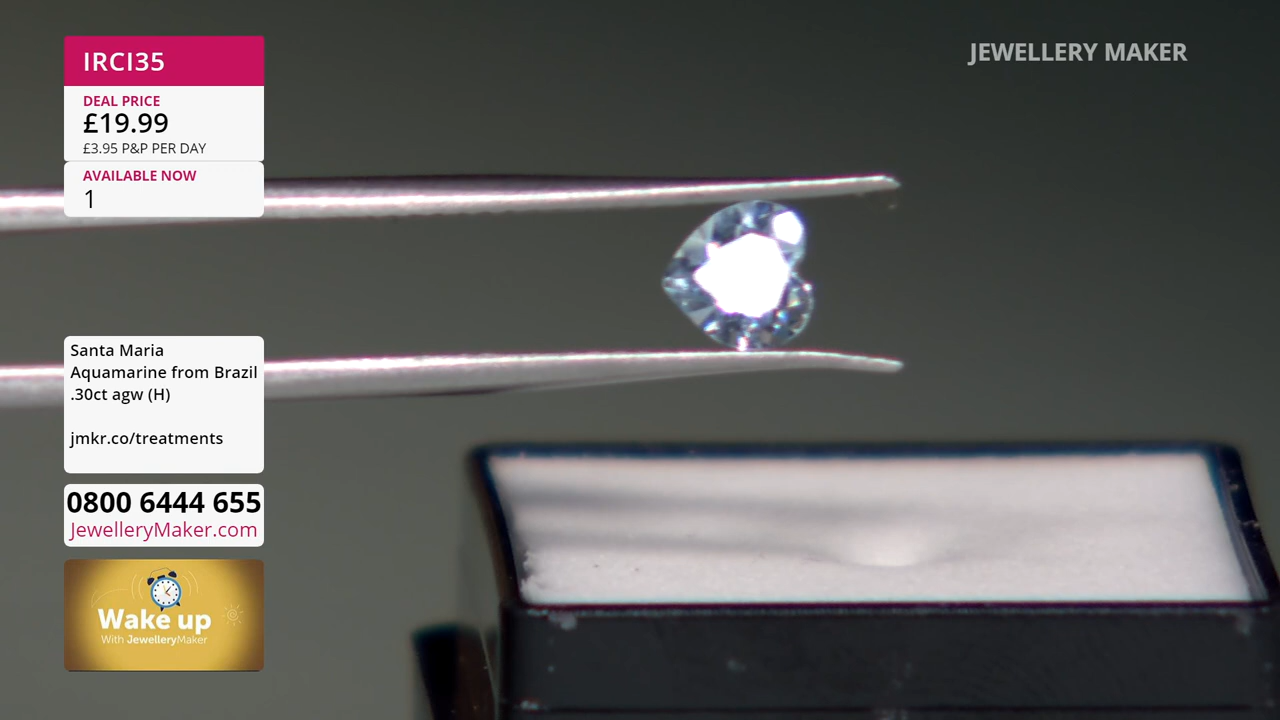 IRCI35
DEAL PRICE
£19.99
£3.95 P&P PER DAY
AVAILABLE NOW
1
JEWELLERY MAKER
Santa Maria
Aquamarine from Brazil
.30ct agw (H)
jmkr.co/treatments
0800 6444 655
JewelleryMaker.com
Wake up
With JewelleryMaker